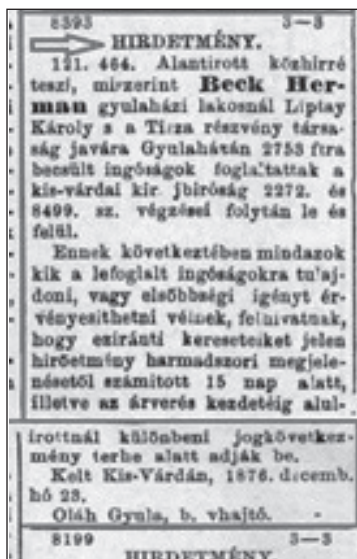 8393 3—3
HIRDETMÉNY.
121. 464. Alantirott közhirré
teszi, miszerint Beck Her-
man gyulaházi lakosnál Liptay
Károly s a Tisza részvény társa-
ság javára Gyulaházán 2753 ftra
becsült ingóságok foglaltattak a
kis-várdai kir. jbiróság 2272. és
8499. sz. végzései folytán le és
felül.
Ennek következtében mindazok
kik a lefoglalt ingóságokra tulaj-
doni, vagy elsőbbségi igényt ér-
vényesithetni vélnek, felhivatnak,
hogy eziránti kereseteiket jelen
hirdetmény harmadszori megjele-
nésétől számitott 15 nap alatt,
illetve az árverés kezdetéig alul-
irottnál különbeni jogkövetkez-
mény terhe alatt adják be.
Kelt Kis-Várdán, 1876. decemb.
hó 23.
Oláh Gyula, b. vhajtó.
8199 3—3
HIRDETMÉNY